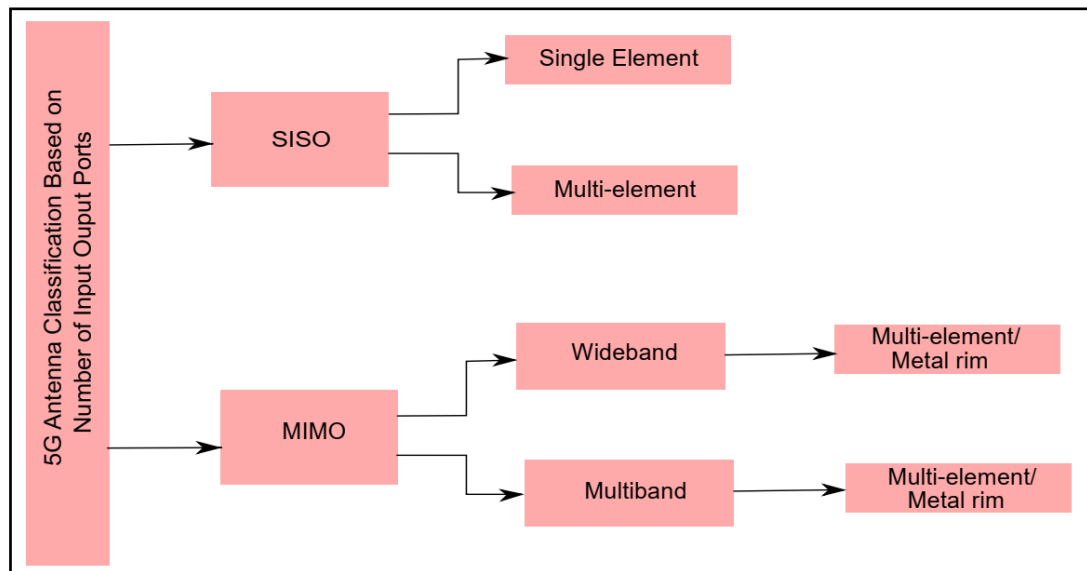 5G Antenna Classification Based on
Number of Input Ouput Ports
SISO
Single Element
Multi-element
MIMO
Wideband
Multi-element/
Metal rim
Multiband
Multi-element/
Metal rim